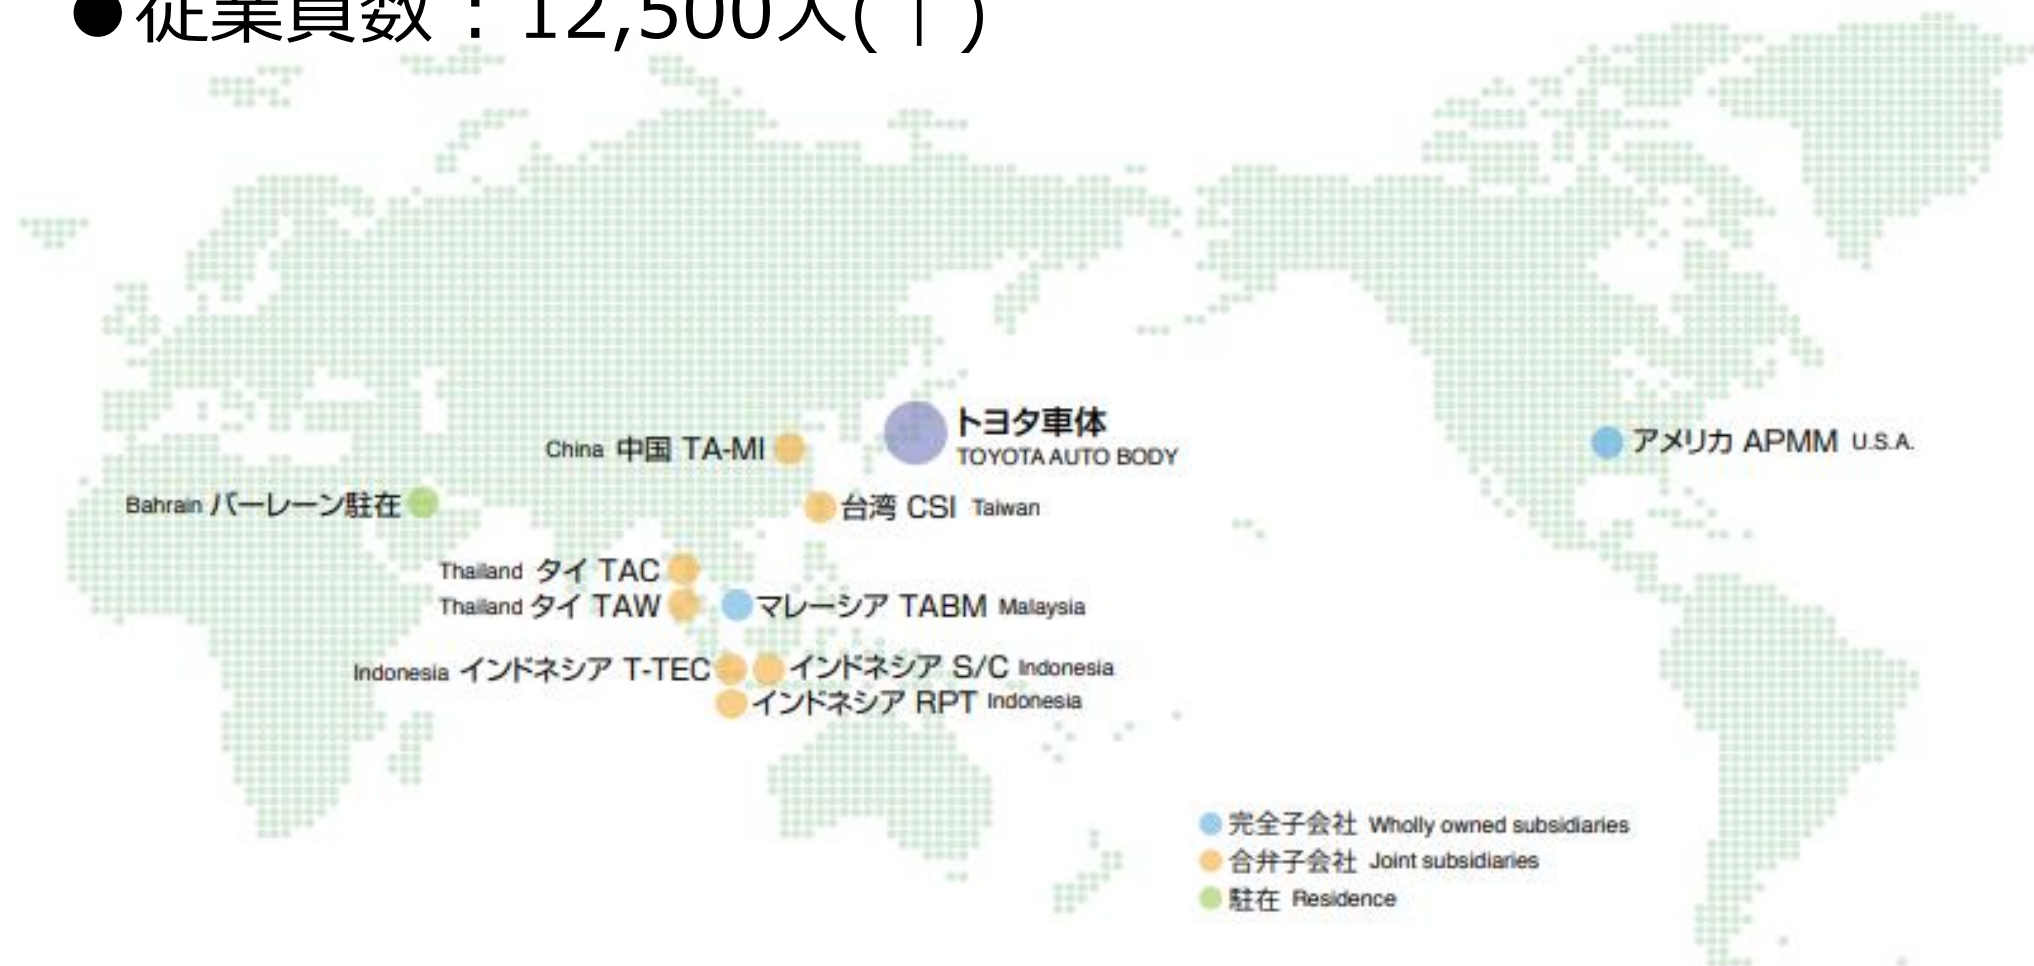 ●従業員数：12,500人(
トヨタ車体
TOYOTA AUTO BODY
China 中国 TA-MI
アメリカ APMM U.S.A.
Bahrain バーレーン駐在
台湾 CSI Taiwan
Thailand タイ TAC
Thailand タイ TAW
マレーシア TABM Malaysia
Indonesia インドネシア T-TEC
インドネシア S/C Indonesia
インドネシア RPT Indonesia
完全子会社 Wholly owned subsidiaries
合弁子会社 Joint subsidiaries
駐在 Residence